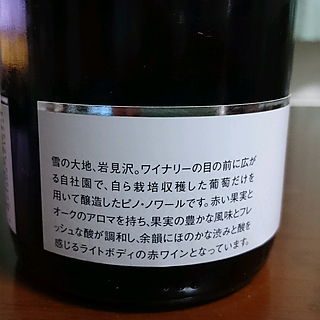 雪の大地、岩見沢。ワイナリーの目の前に広が
る自社園で、自ら栽培収穫した葡萄だけを
用いて醸造したピノ・ノワールです。赤い果実と
オークのアロマを持ち、果実の豊かな風味とフレ
ッシュな酸が調和し、余韻にほのかな渋みと酸を
感じるライトボディの赤ワインとなっています。